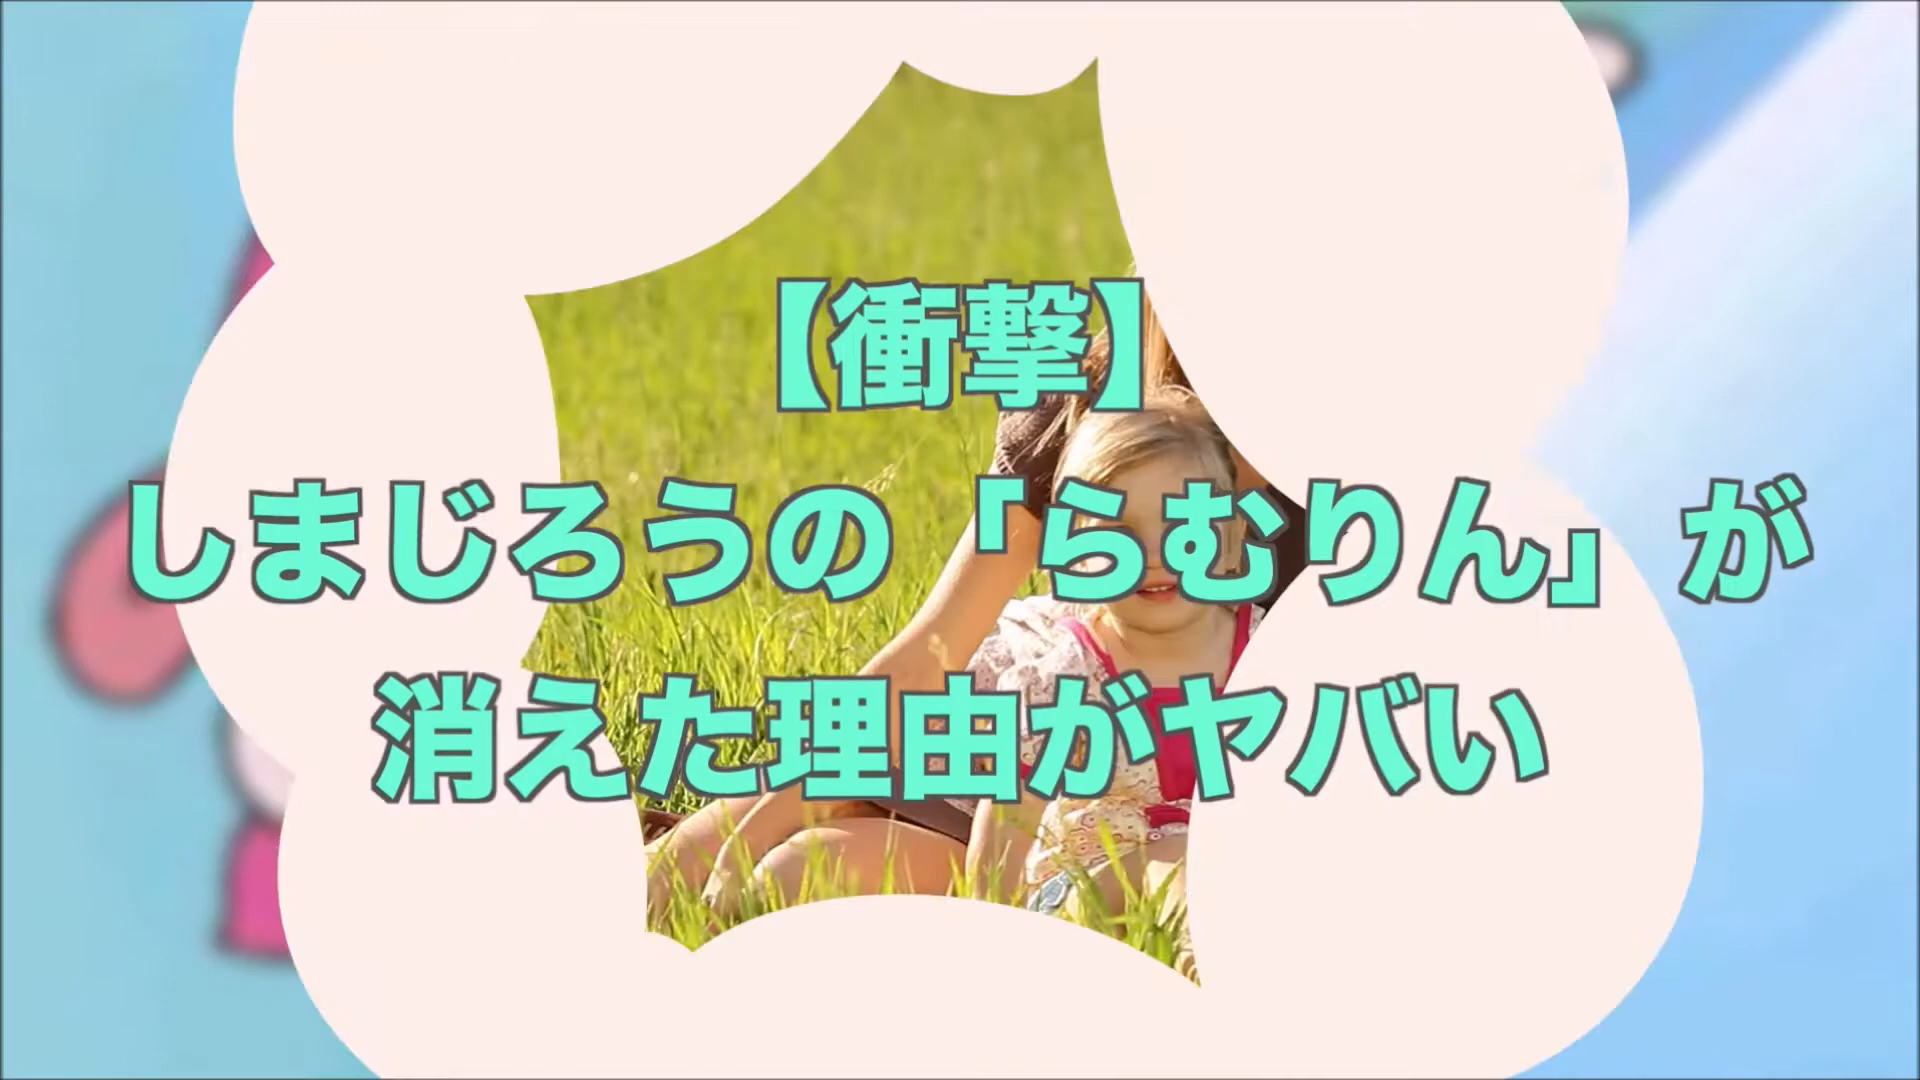 【衝撃】
しまじろうの「らむりん」が
消えた理由がヤバい